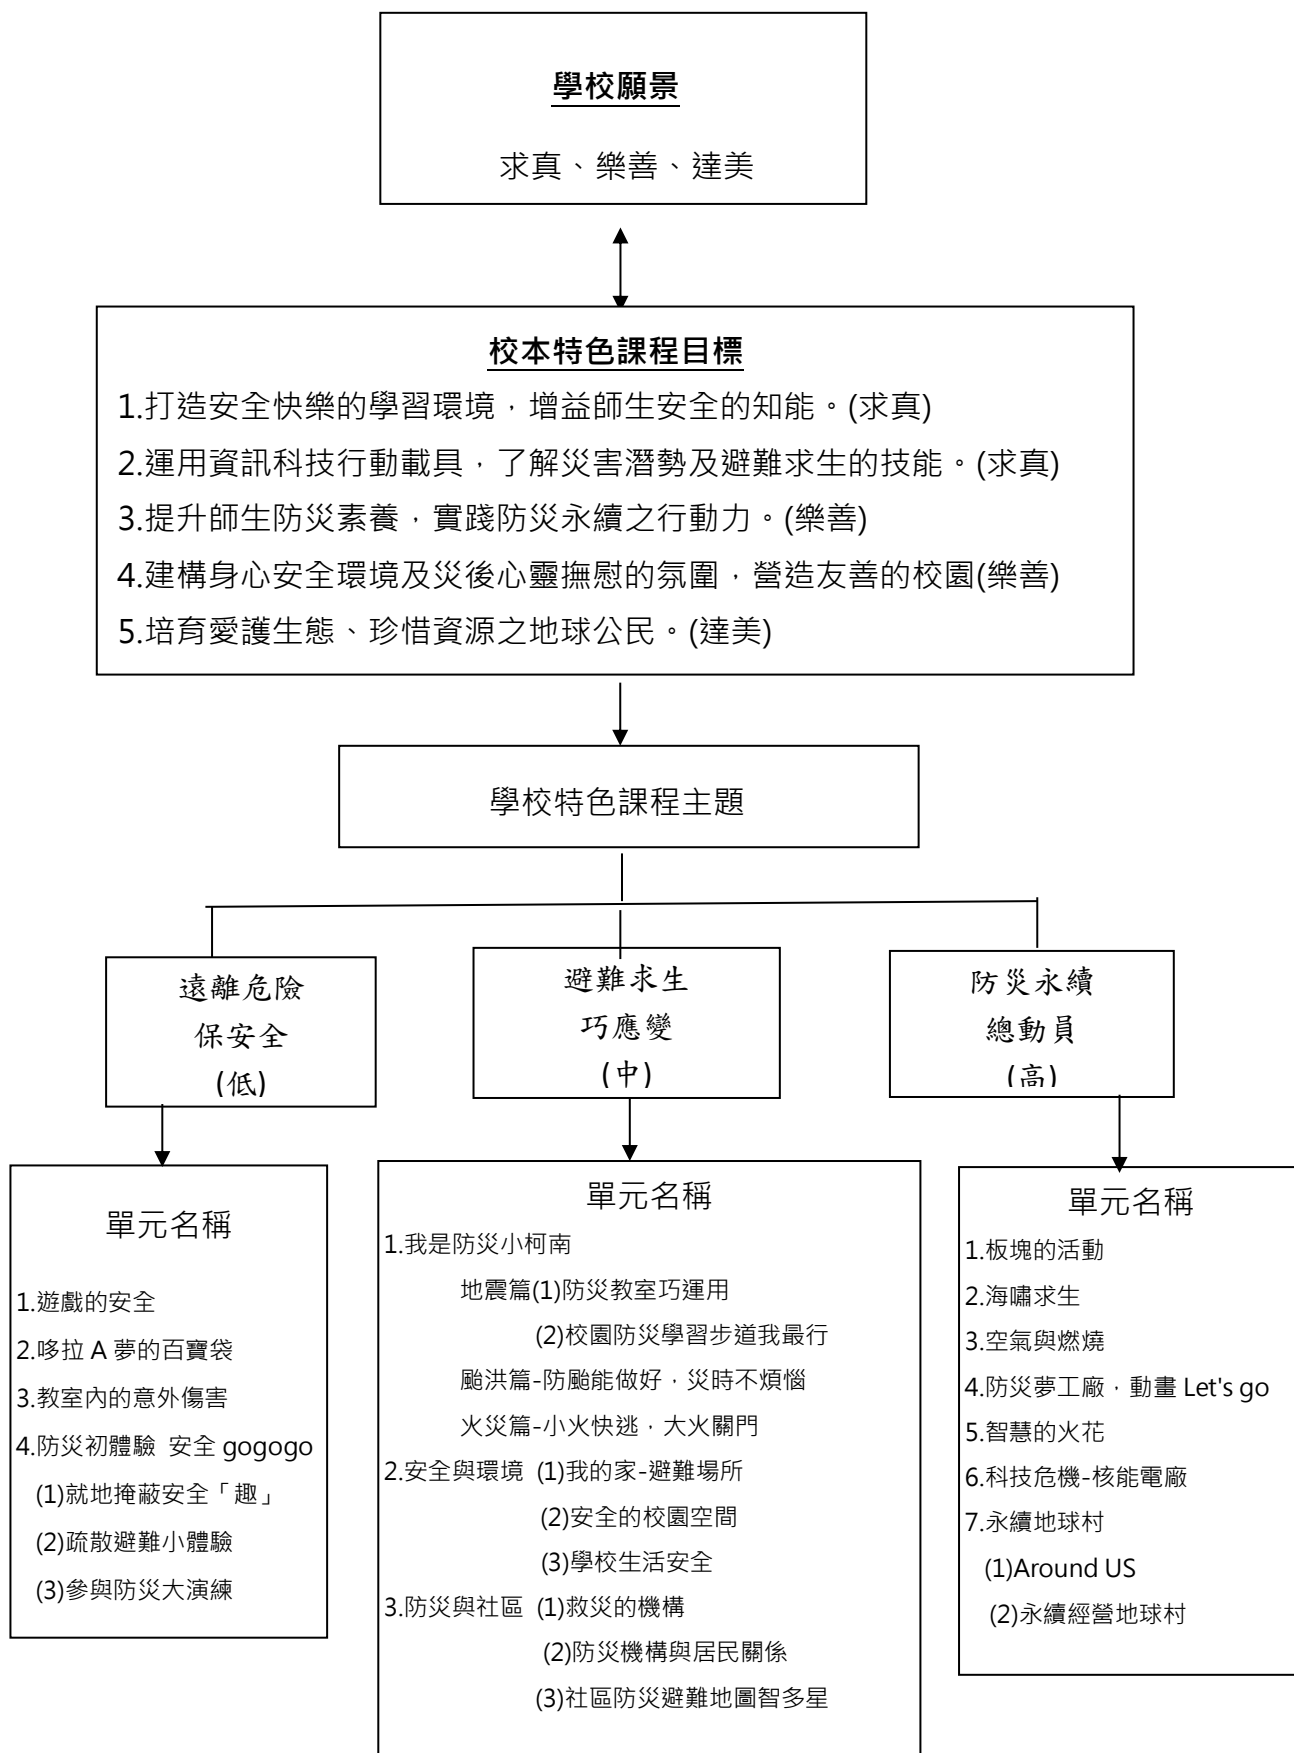 學校願景
求真、樂善、達美
校本特色課程目標
1.打造安全快樂的學習環境，增益師生安全的知能。(求真)
2.運用資訊科技行動載具，了解災害潛勢及避難求生的技能。(求真)
3.提升師生防災素養，實踐防災永續之行動力。(樂善)
4.建構身心安全環境及災後心靈撫慰的氛圍，營造友善的校園(樂善)
5.培育愛護生態、珍惜資源之地球公民。(達美)
學校特色課程主題
遠離危險
保安全
(低)
避難求生
巧應變
(中)
防災永續
總動員
(高)
單元名稱
1.遊戲的安全
2.哆拉 A 夢的百寶袋
3.教室內的意外傷害
4.防災初體驗 安全 gogogo
(1)就地掩蔽安全「趣」
(2)疏散避難小體驗
(3)參與防災大演練
單元名稱
1.我是防災小柯南
地震篇(1)防災教室巧運用
(2)校園防災學習步道我最行
颱洪篇-防颱能做好，災時不煩惱
火災篇-小火快逃，大火關門
2.安全與環境 (1)我的家-避難場所
(2)安全的校園空間
(3)學校生活安全
3.防災與社區 (1)救災的機構
(2)防災機構與居民關係
(3)社區防災避難地圖智多星
單元名稱
1.板塊的活動
2.海嘯求生
3.空氣與燃燒
4.防災夢工廠，動畫 Let's go
5.智慧的火花
6.科技危機-核能電廠
7.永續地球村
(1)Around US
(2)永續經營地球村